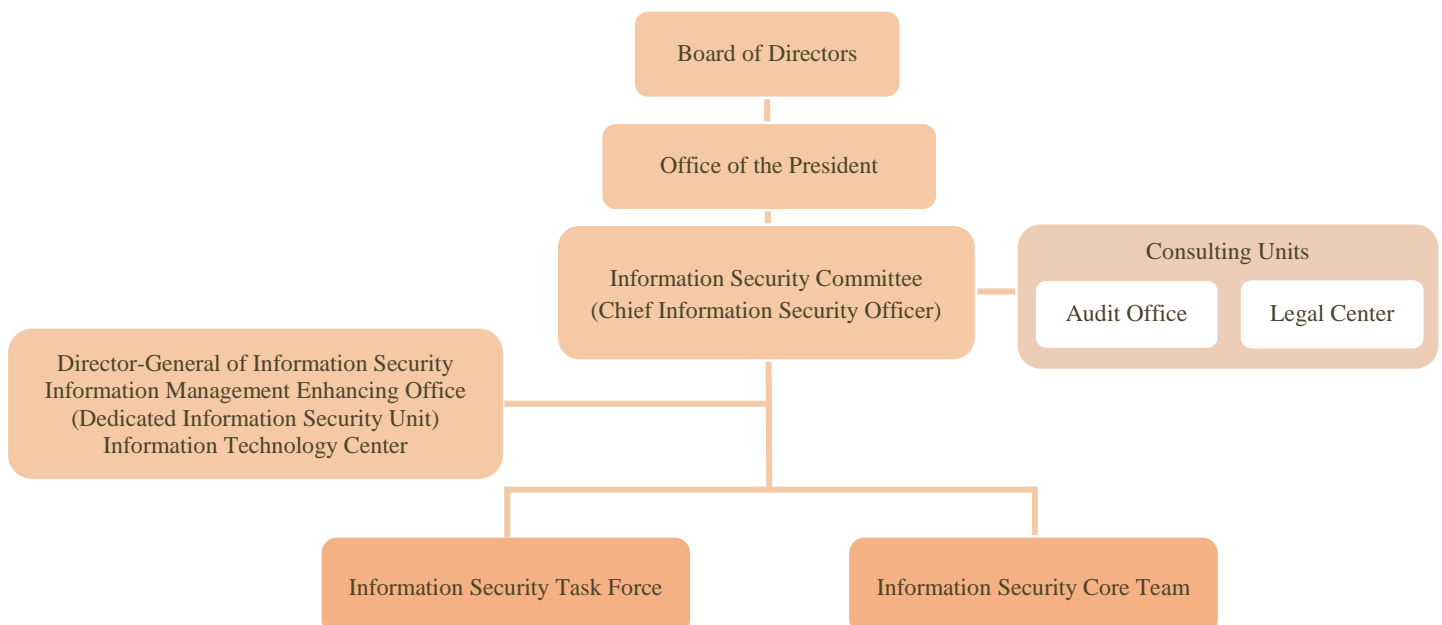 Board of Directors
Office of the President
Information Security Committee
(Chief Information Security Officer)
Consulting Units
Audit Office
Legal Center
Director-General of Information Security
Information Management Enhancing Office
(Dedicated Information Security Unit)
Information Technology Center
Information Security Task Force
Information Security Core Team